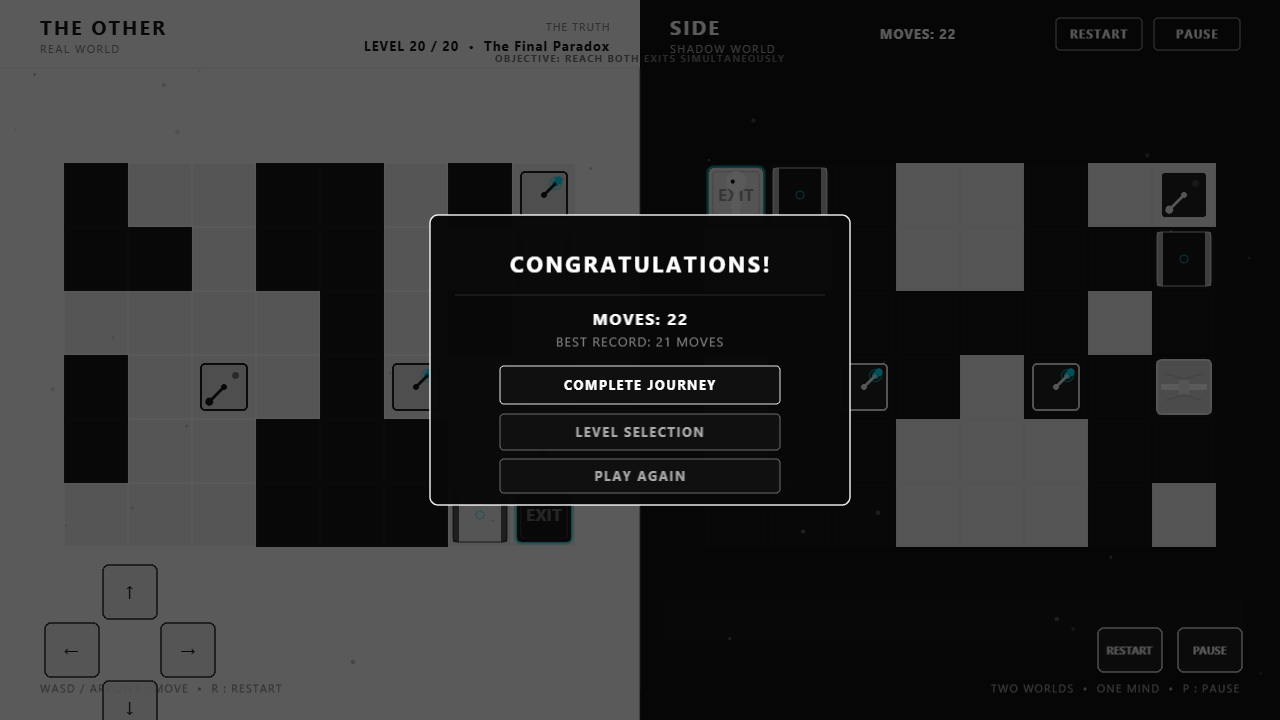 THE OTHER
REAL WORLD
THE TRUTH
LEVEL 20 / 20 • The Final Paradox
OBJECTIVE: REACH BOTH EXITS SIMULTANEOUSLY
SIDE
SHADOW WORLD
MOVES: 22
RESTART
PAUSE
EXIT
CONGRATULATIONS!
MOVES: 22
BEST RECORD: 21 MOVES
COMPLETE JOURNEY
LEVEL SELECTION
PLAY AGAIN
EXIT
↑
←
→
↓
WASD / MOVE • R : RESTART
RESTART
PAUSE
TWO WORLDS • ONE MIND • P : PAUSE